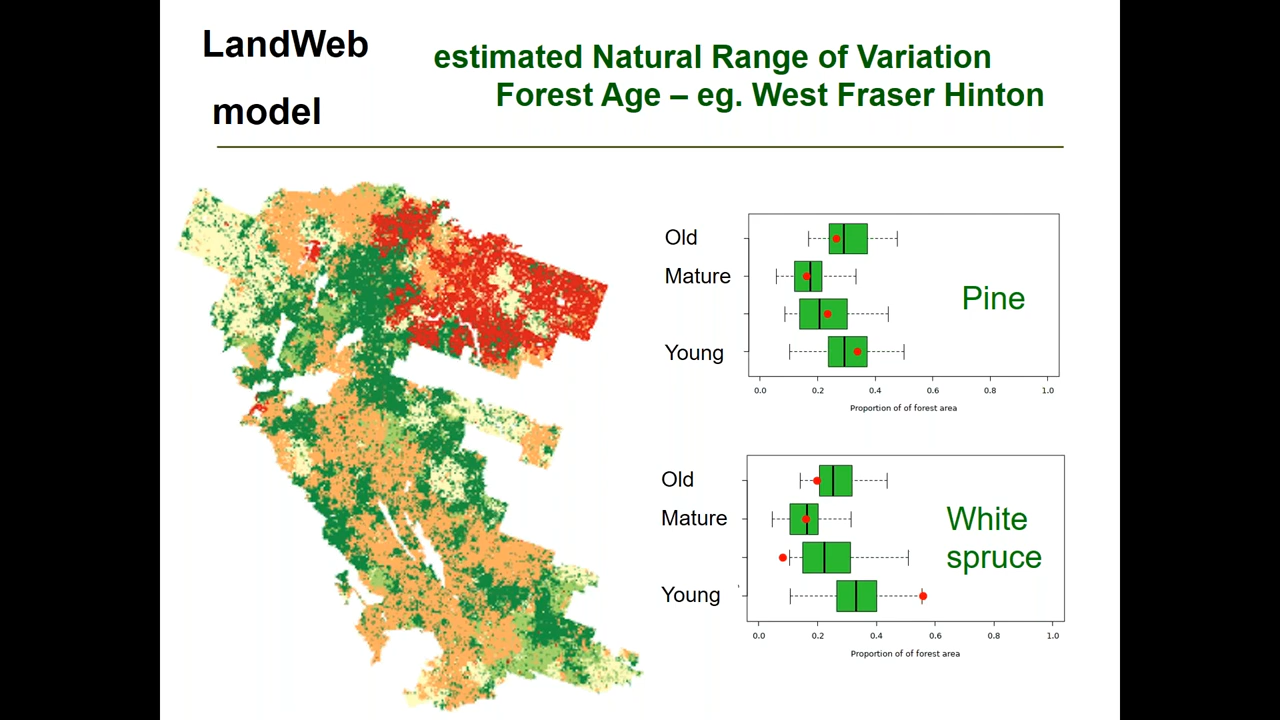 LandWeb
model
estimated Natural Range of Variation
Forest Age – eg. West Fraser Hinton
Old
Mature
Young
Pine
0.0 0.2 0.4 0.6 0.8 1.0
Proportion of of forest area
Old
Mature
Young
White
spruce
0.0 0.2 0.4 0.6 0.8 1.0
Proportion of of forest area